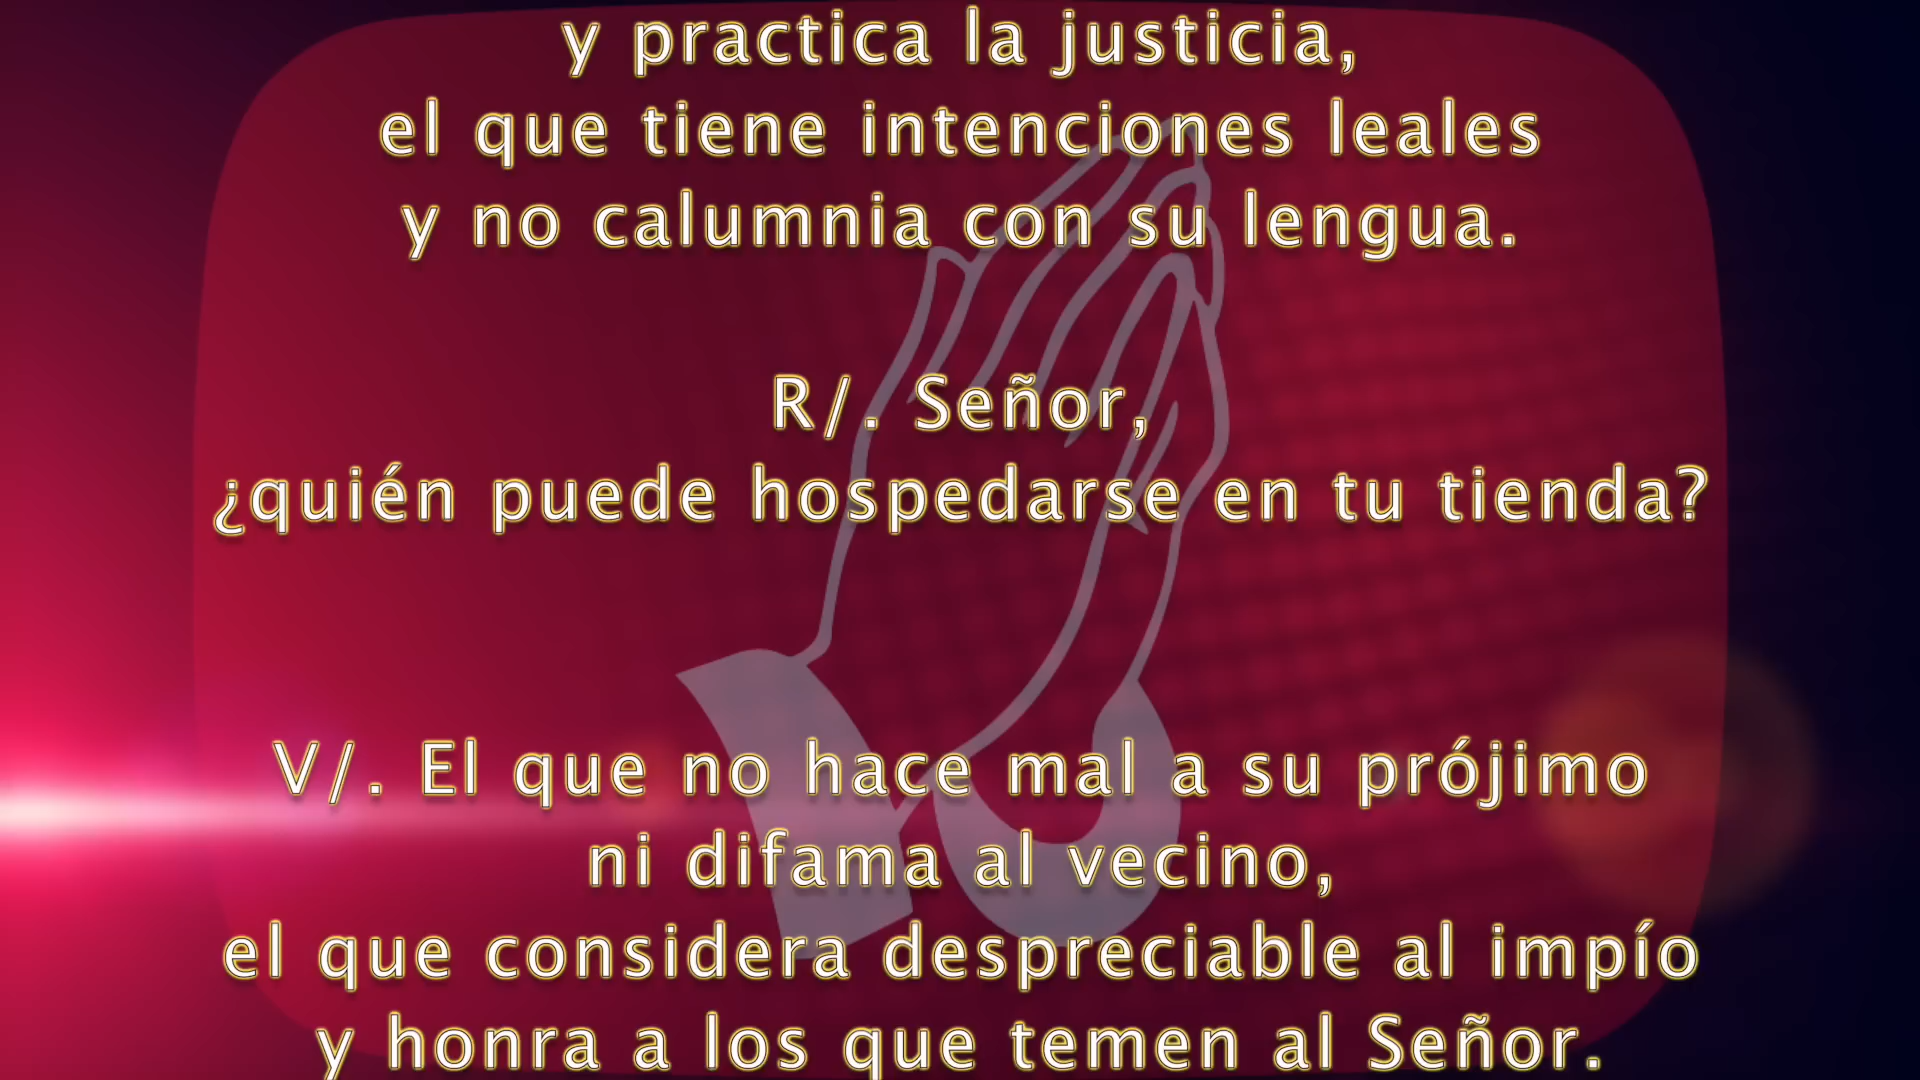 y practica la justicia,
el que tiene intenciones leales
y no calumnia con su lengua.
R/. Señor,
¿quién puede hospedarse en tu tienda?
V/. El que no hace mal a su prójimo
ni difama al vecino,
el que considera despreciable al impío
y honra a los que temen al Señor.